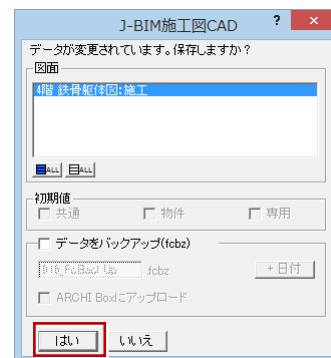 J-BIM施工図CAD ? ×
データが変更されています。保存しますか？
図面
4階 鉄骨躯体図:施工
ALL ALL
初期値
共通 物件 専用
データをバックアップ(fcbz)
.fcbz +日付
ARCHI Boxにアップロード
はい いいえ